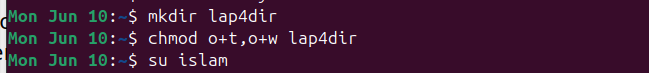 Mon Jun 10:~$ mkdir lap4dir
Mon Jun 10:~$ chmod o+t,o+w lap4dir
Mon Jun 10:~$ su islam